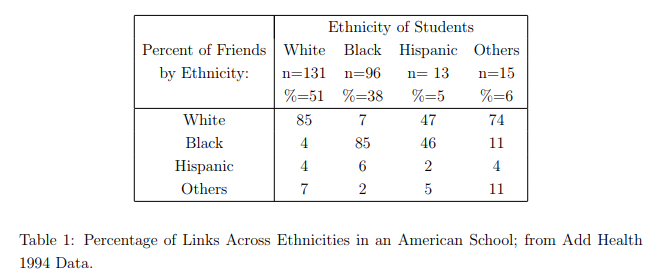 Ethnicity of Students
Percent of Friends White Black Hispanic Others
by Ethnicity: n=131 n=96 n= 13 n=15
%=51 %=38 %=5 %=6
White 85 7 47 74
Black 4 85 46 11
Hispanic 4 6 2 4
Others 7 2 5 11
Table 1: Percentage of Links Across Ethnicities in an American School; from Add Health
1994 Data.